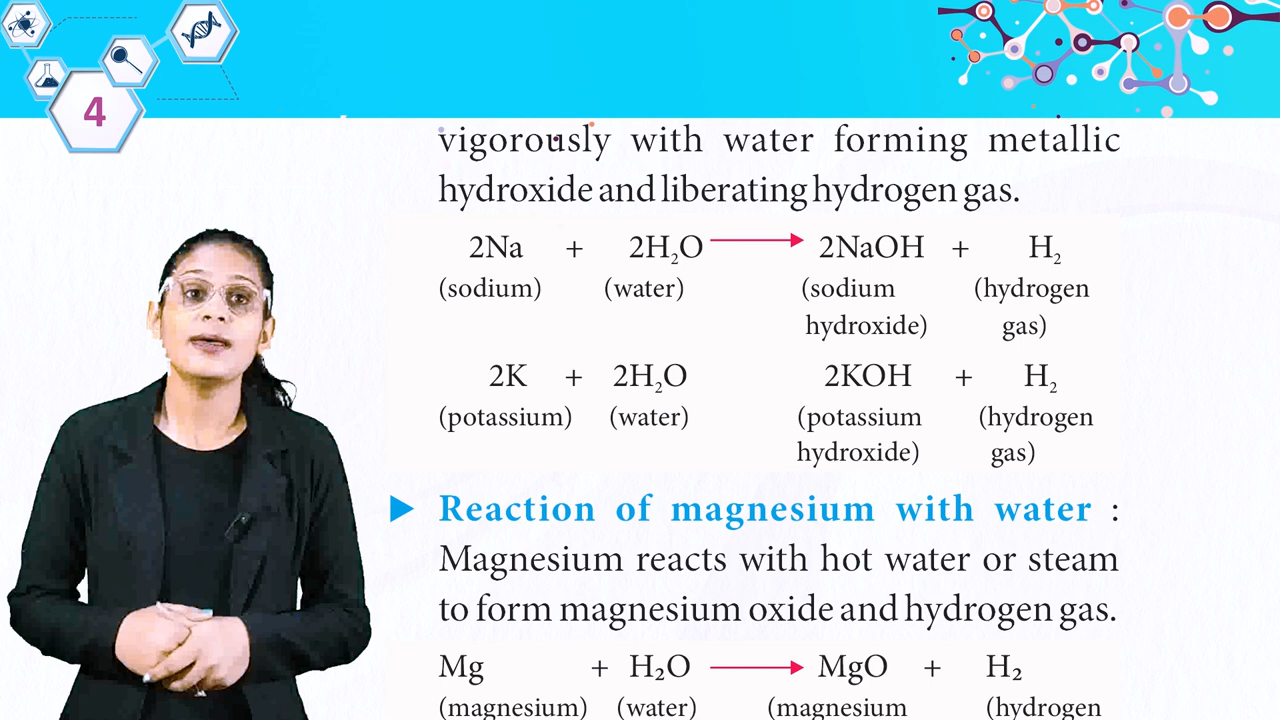 4
vigorously with water forming metallic
hydroxide and liberating hydrogen gas.
2Na + 2H₂O ⟶ 2NaOH + H₂
(sodium) (water) (sodium (hydrogen
hydroxide) gas)
2K + 2H₂O 2KOH + H₂
(potassium) (water) (potassium (hydrogen
hydroxide) gas)
▶ Reaction of magnesium with water :
Magnesium reacts with hot water or steam
to form magnesium oxide and hydrogen gas.
Mg + H₂O ⟶ MgO + H₂
(magnesium) (water) (magnesium (hydrogen